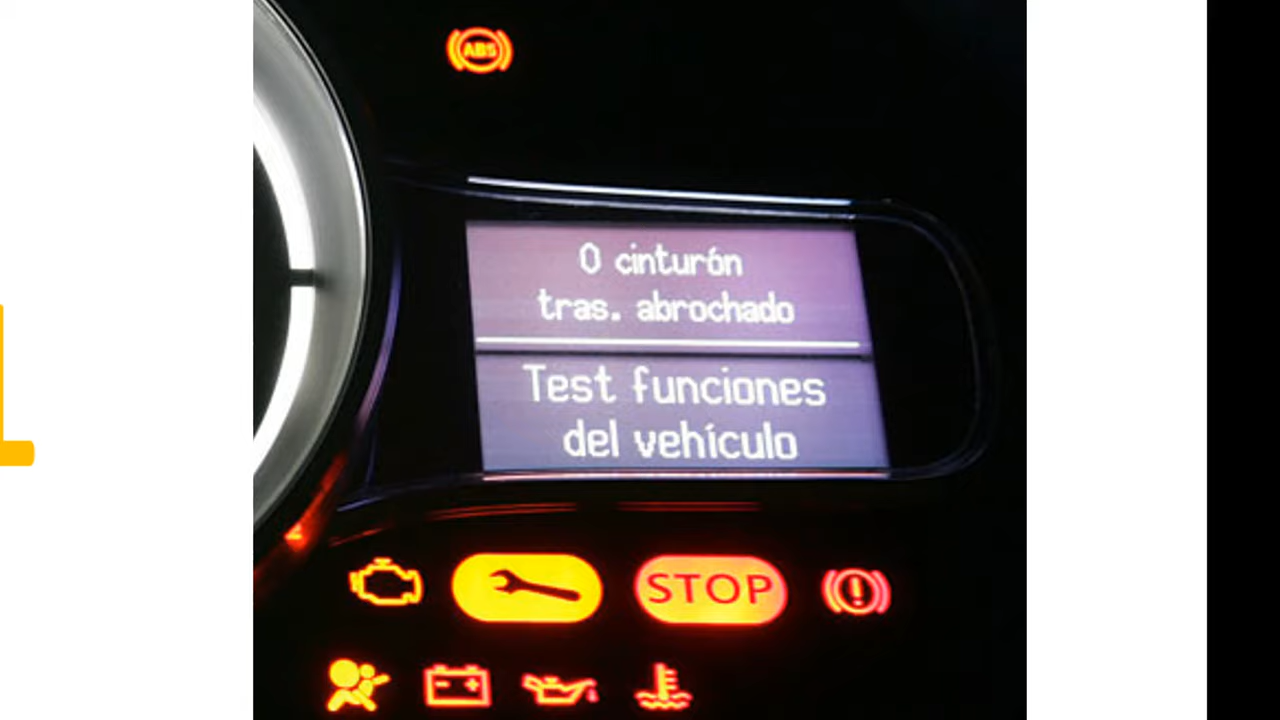 ABS
0 cinturón
tras. abrochado
Test funciones
del vehículo
STOP